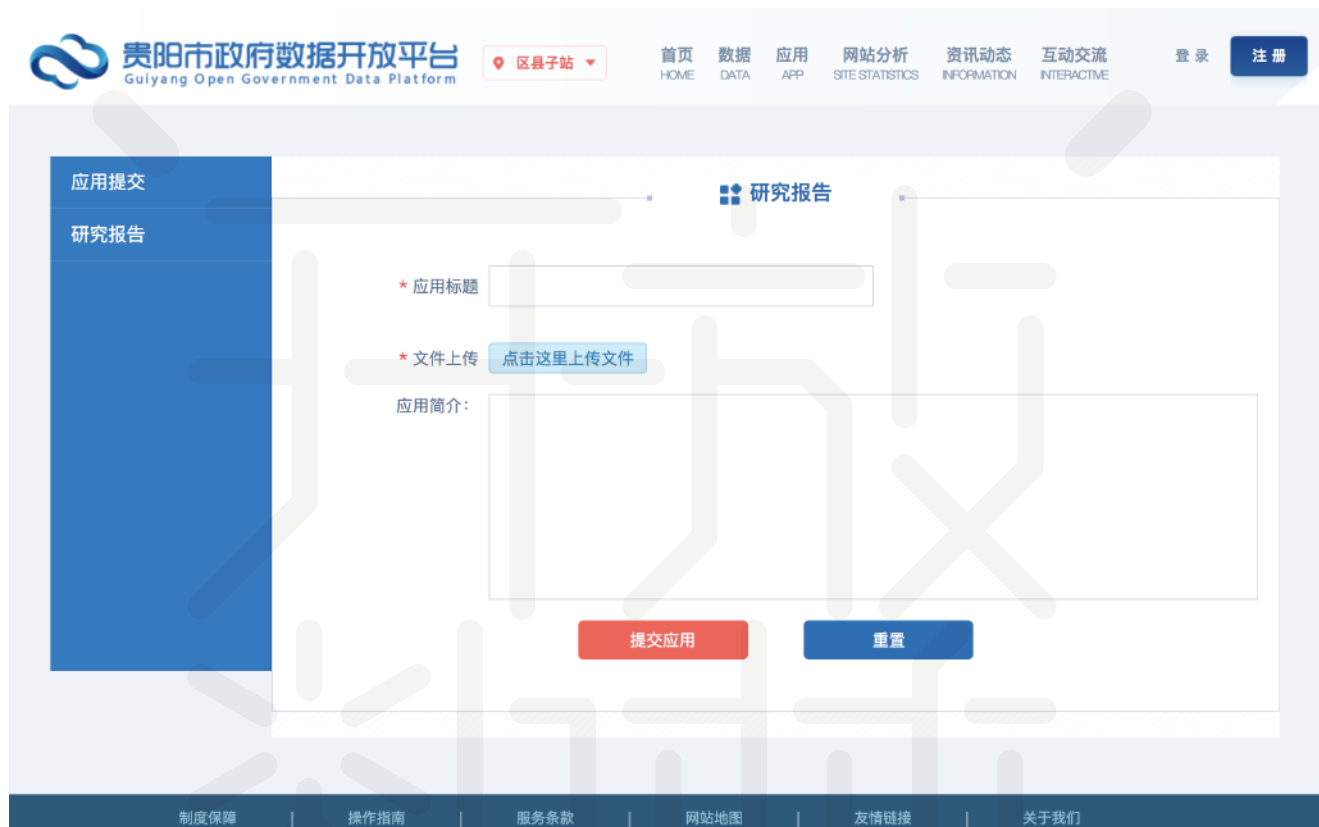 贵阳市政府数据开放平台
Guiyang Open Government Data Platform
区县子站
首页 数据 应用 网站分析 资讯动态 互动交流
HOME DATA APP SITE STATISTICS INFORMATION INTERACTIVE
登录 注册
应用提交
研究报告
研究报告
* 应用标题
* 文件上传 点击这里上传文件
应用简介:
提交应用 重置
制度保障 | 操作指南 | 服务条款 | 网站地图 | 友情链接 | 关于我们